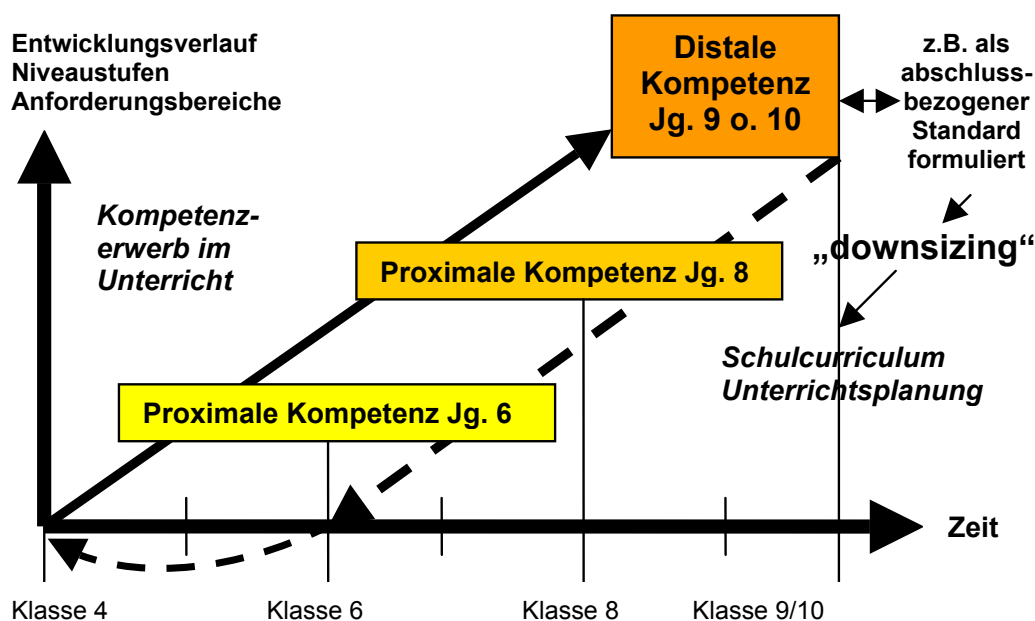 Entwicklungsverlauf
Niveaustufen
Anforderungsbereiche
Distale
Kompetenz
Jg. 9 o. 10
z.B. als
abschluss-
bezogener
Standard
formuliert
Kompetenz-
erwerb im
Unterricht
„downsizing“
Proximale Kompetenz Jg. 8
Schulcurriculum
Unterrichtsplanung
Proximale Kompetenz Jg. 6
Zeit
Klasse 4
Klasse 6
Klasse 8
Klasse 9/10